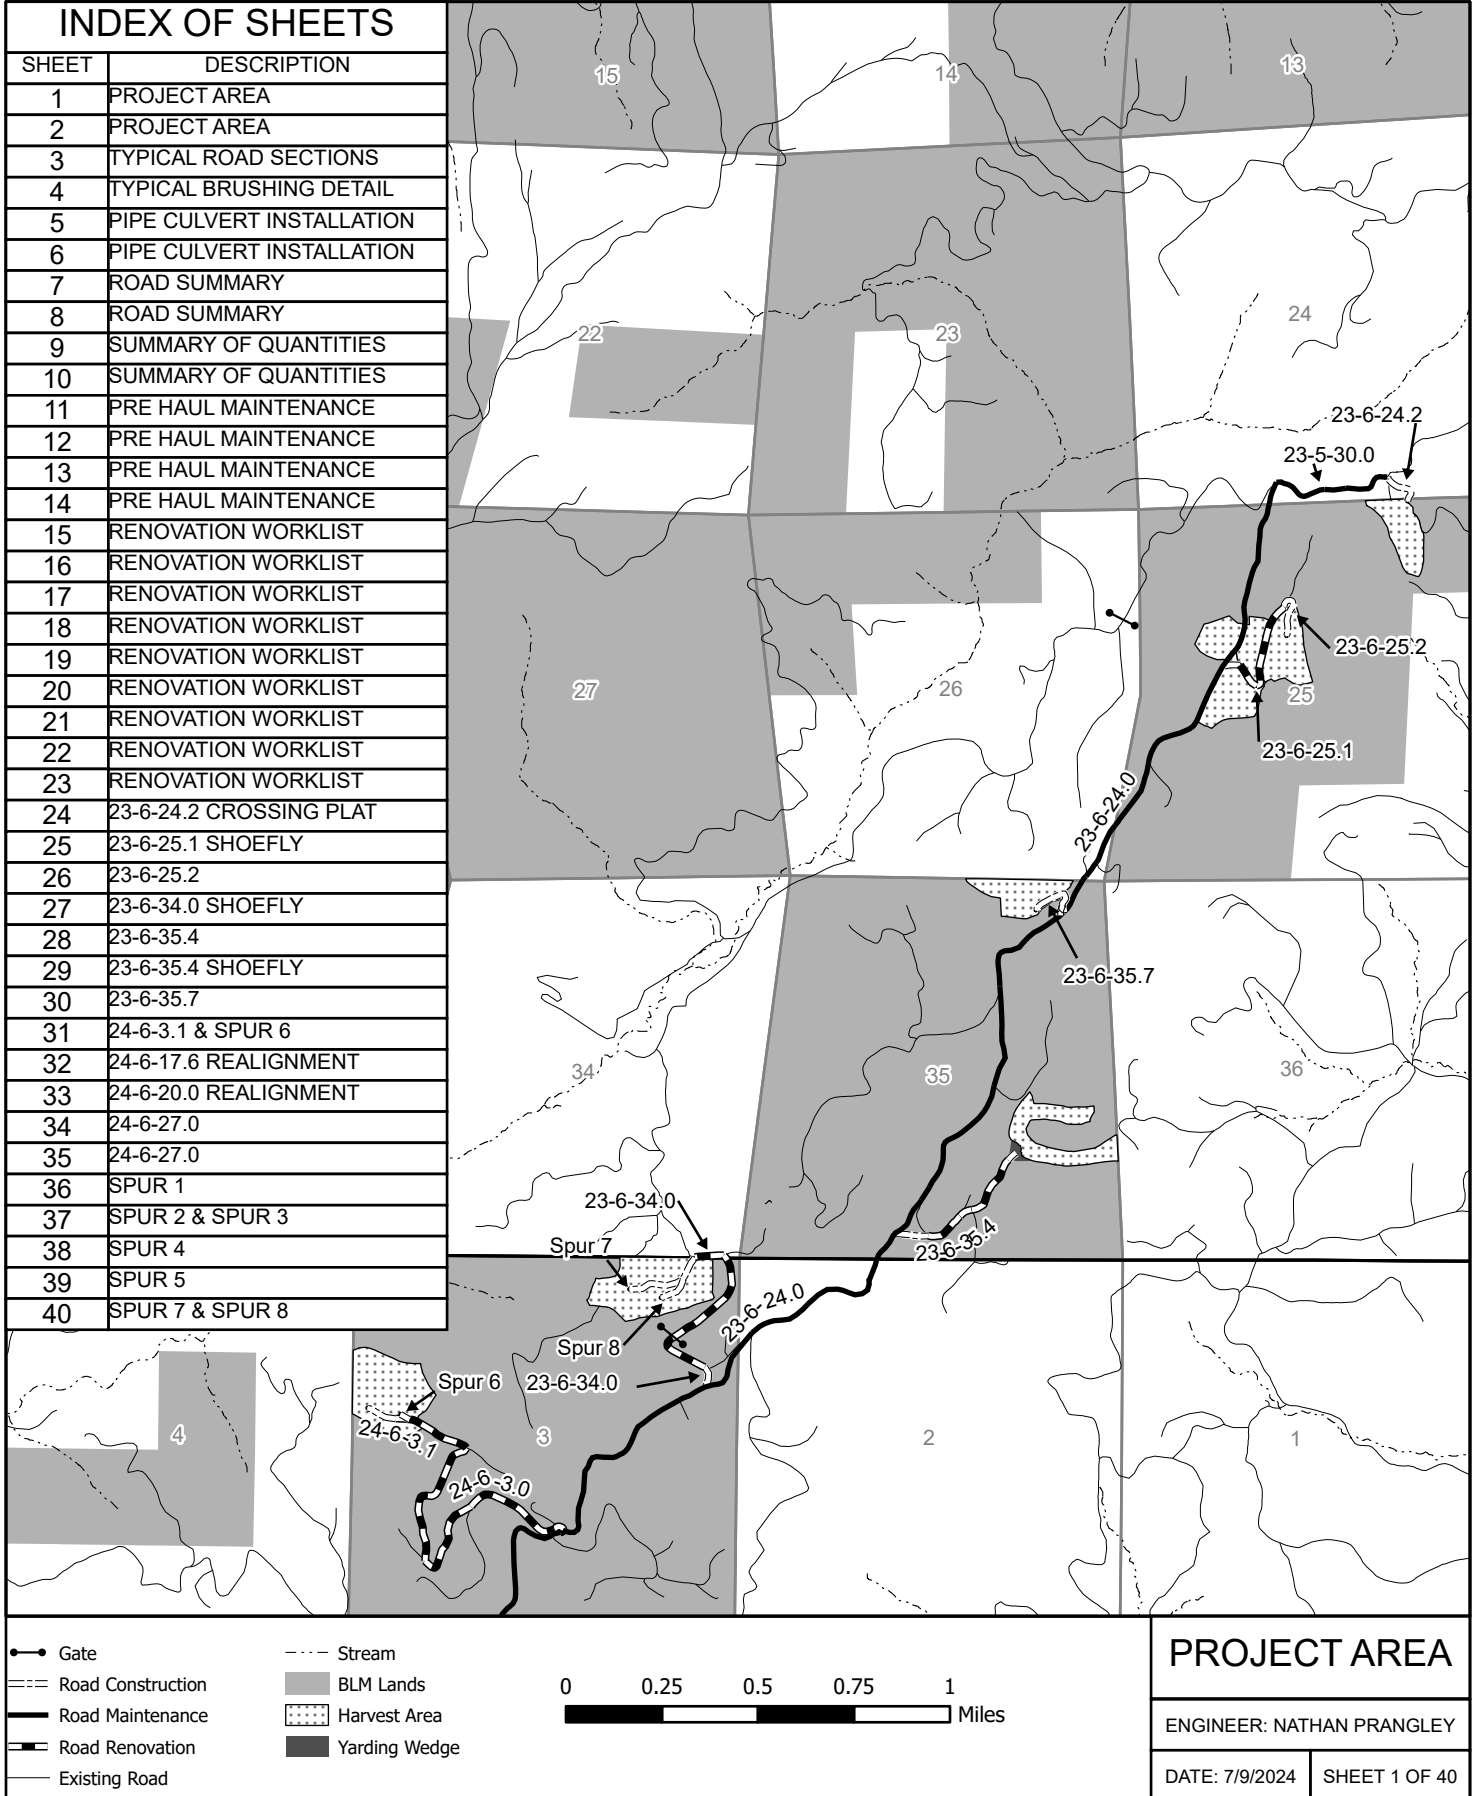 INDEX OF SHEETS
SHEET DESCRIPTION
1 PROJECT AREA
2 PROJECT AREA
3 TYPICAL ROAD SECTIONS
4 TYPICAL BRUSHING DETAIL
5 PIPE CULVERT INSTALLATION
6 PIPE CULVERT INSTALLATION
7 ROAD SUMMARY
8 ROAD SUMMARY
9 SUMMARY OF QUANTITIES
10 SUMMARY OF QUANTITIES
11 PRE HAUL MAINTENANCE
12 PRE HAUL MAINTENANCE
13 PRE HAUL MAINTENANCE
14 PRE HAUL MAINTENANCE
15 RENOVATION WORKLIST
16 RENOVATION WORKLIST
17 RENOVATION WORKLIST
18 RENOVATION WORKLIST
19 RENOVATION WORKLIST
20 RENOVATION WORKLIST
21 RENOVATION WORKLIST
22 RENOVATION WORKLIST
23 RENOVATION WORKLIST
24 23-6-24.2 CROSSING PLAT
25 23-6-25.1 SHOEFLY
26 23-6-25.2
27 23-6-34.0 SHOEFLY
28 23-6-35.4
29 23-6-35.4 SHOEFLY
30 23-6-35.7
31 24-6-3.1 & SPUR 6
32 24-6-17.6 REALIGNMENT
33 24-6-20.0 REALIGNMENT
34 24-6-27.0
35 24-6-27.0
36 SPUR 1
37 SPUR 2 & SPUR 3
38 SPUR 4
39 SPUR 5
40 SPUR 7 & SPUR 8
15
14
13
22
23
24
23-6-24.2
23-5-30.0
27
26
25
23-6-25.2
23-6-25.1
23-6-24.0
23-6-35.7
34
35
36
23-6-34.0
Spur 7
23-6-35.4
23-6-24.0
Spur 8
23-6-34.0
Spur 6
24-6-3.1
24-6-3.0
4
3
2
1
Gate
Road Construction
Road Maintenance
Road Renovation
Existing Road
Stream
BLM Lands
Harvest Area
Yarding Wedge
0 0.25 0.5 0.75 1
Miles
PROJECT AREA
ENGINEER: NATHAN PRANGLEY
DATE: 7/9/2024
SHEET 1 OF 40